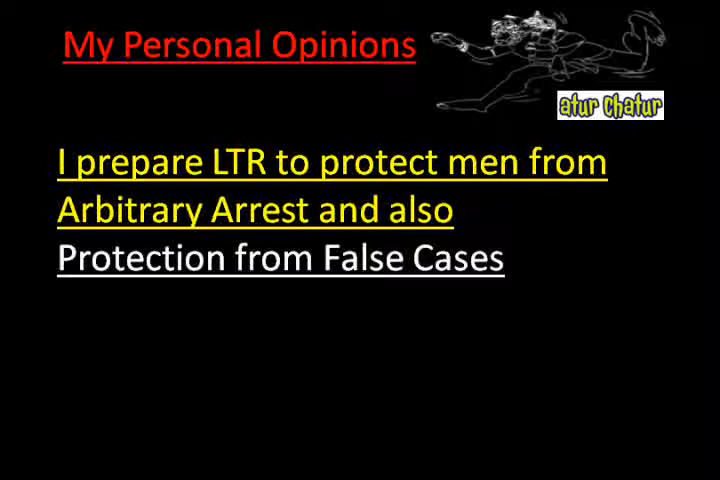 My Personal Opinions
atur chatur
I prepare LTR to protect men from
Arbitrary Arrest and also
Protection from False Cases